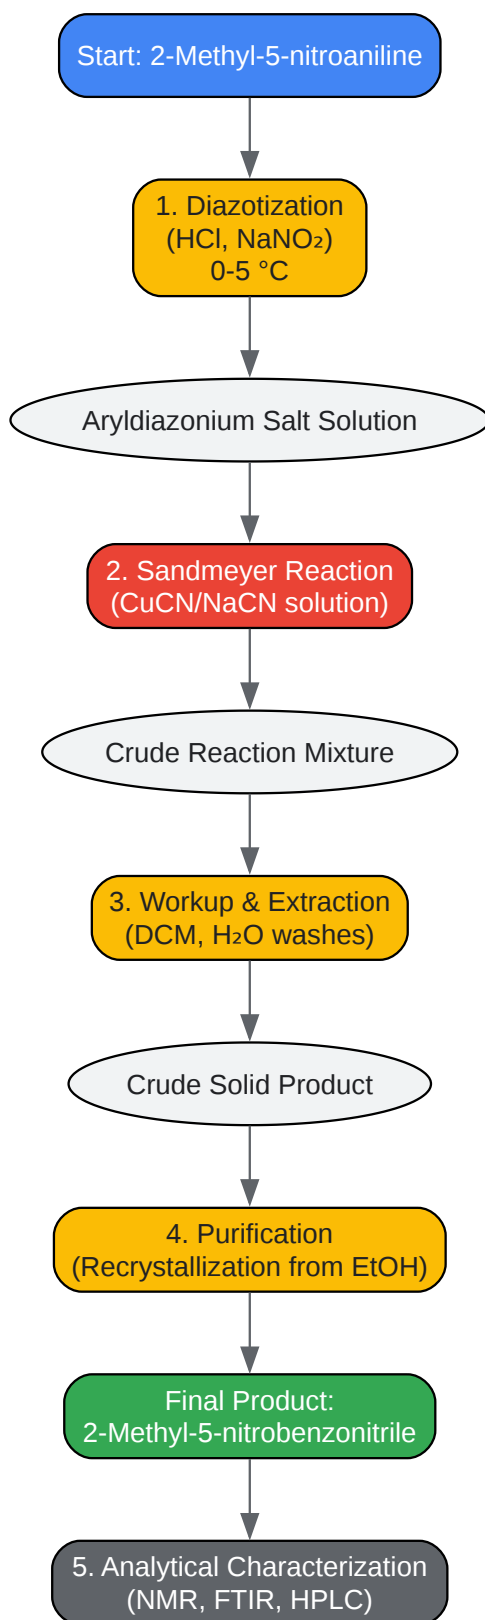 Start: 2-Methyl-5-nitroaniline
1. Diazotization
(HCl, NaNO₂)
0-5 °C
Aryldiazonium Salt Solution
2. Sandmeyer Reaction
(CuCN/NaCN solution)
Crude Reaction Mixture
3. Workup & Extraction
(DCM, H₂O washes)
Crude Solid Product
4. Purification
(Recrystallization from EtOH)
Final Product:
2-Methyl-5-nitrobenzonitrile
5. Analytical Characterization
(NMR, FTIR, HPLC)